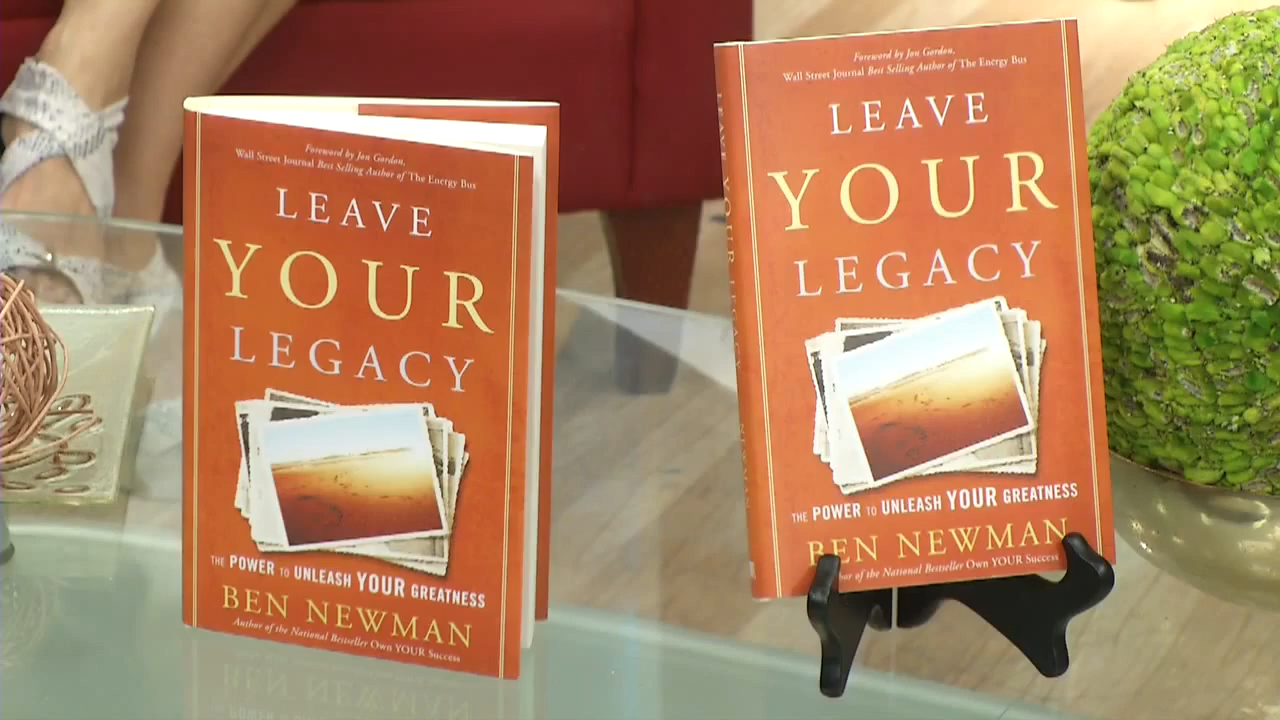 Foreword by Jon Gordon,
Wall Street Journal Best Selling Author of The Energy Bus
LEAVE
YOUR
LEGACY
THE POWER TO UNLEASH YOUR GREATNESS
BEN NEWMAN
Author of the National Bestseller Own YOUR Success
Foreword by Jon Gordon,
Wall Street Journal Best Selling Author of The Energy Bus
LEAVE
YOUR
LEGACY
THE POWER TO UNLEASH YOUR GREATNESS
BEN NEWMAN
of the National Bestseller Own YOUR Success
LEAVE YOUR LEGACY